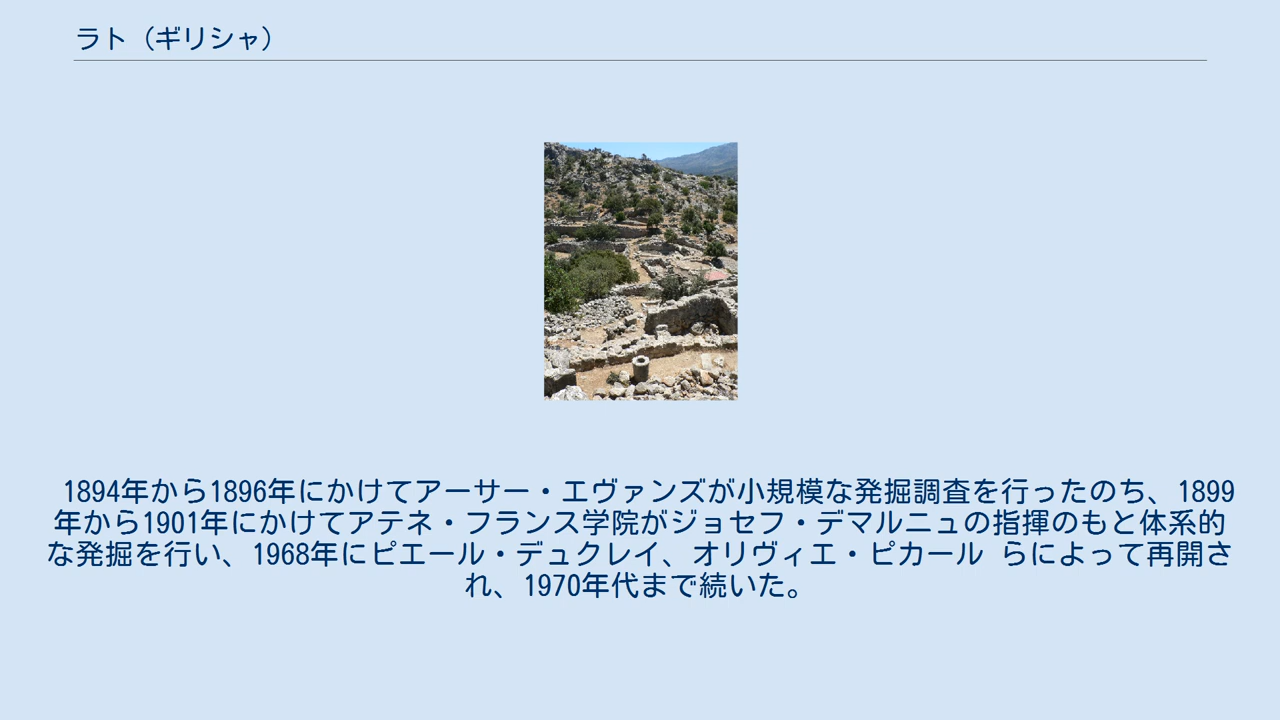 ラト（ギリシャ）
1894年から1896年にかけてアーサー・エヴァンズが小規模な発掘調査を行ったのち、1899
年から1901年にかけてアテネ・フランス学院がジョセフ・デマルニュの指揮のもと体系的
な発掘を行い、1968年にピエール・デュクレイ、オリヴィエ・ピカール らによって再開さ
れ、1970年代まで続いた。